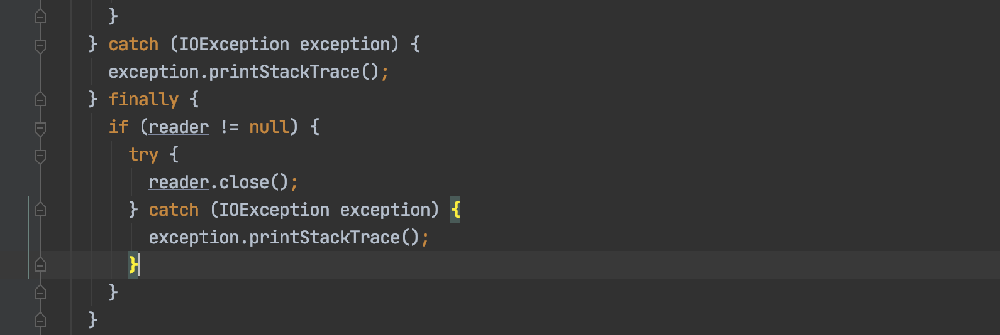 }
} catch (IOException exception) {
exception.printStackTrace();
} finally {
if (reader != null) {
try {
reader.close();
} catch (IOException exception) {
exception.printStackTrace();
}
}
}